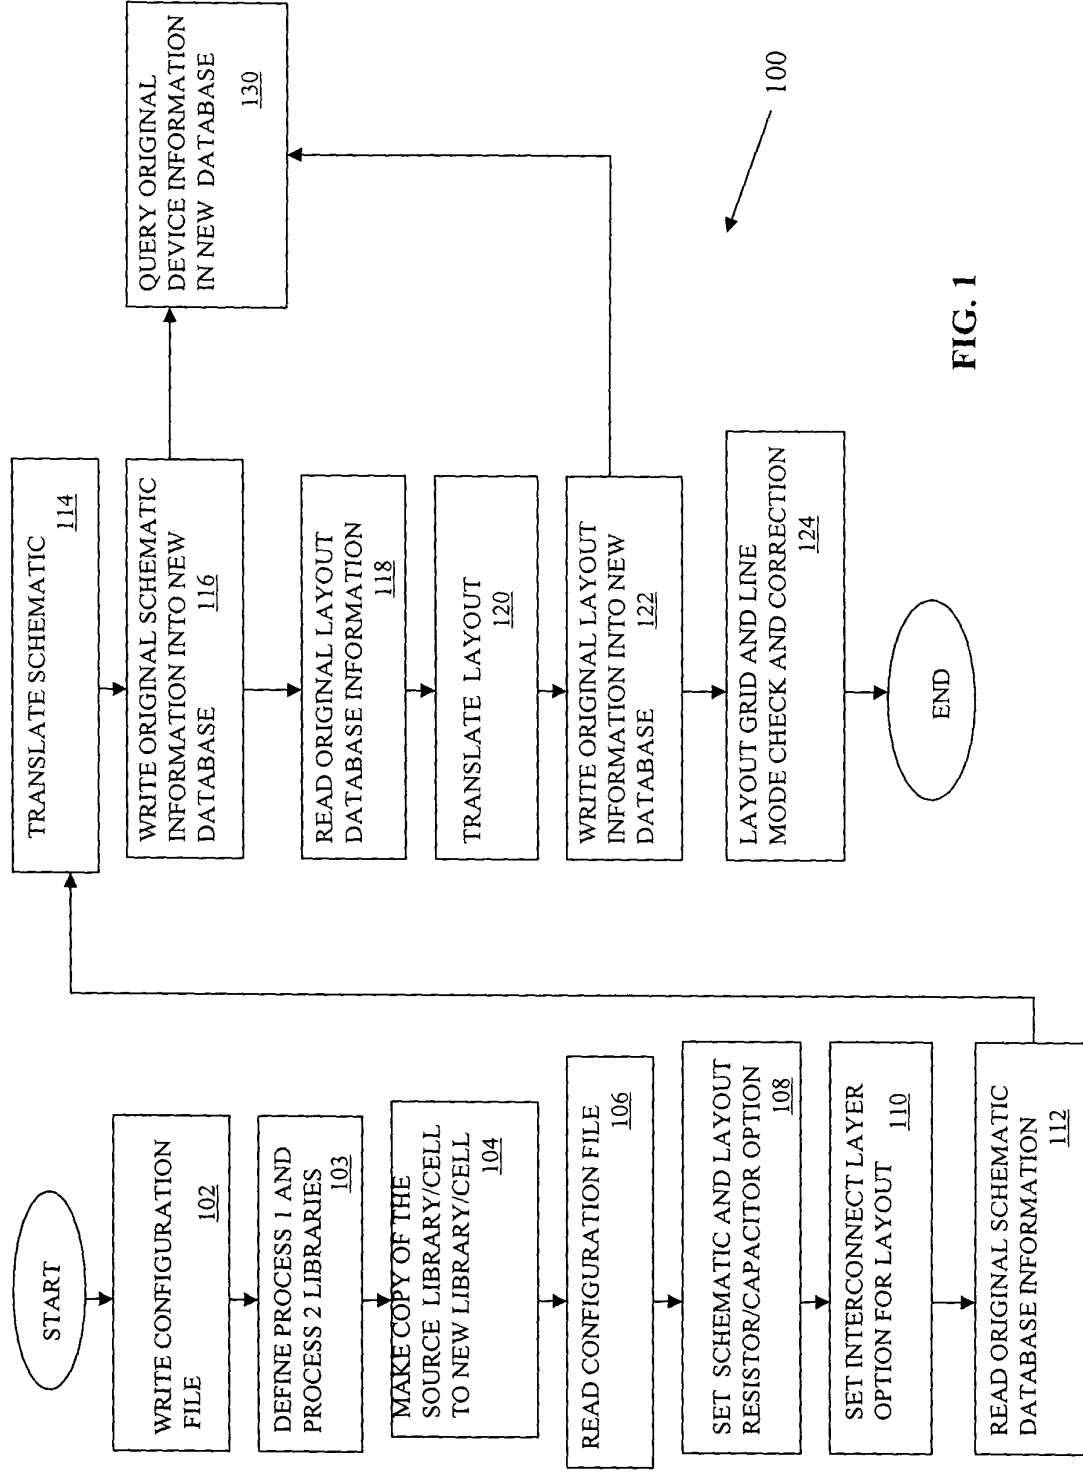 START
WRITE CONFIGURATION
FILE
102
DEFINE PROCESS 1 AND
PROCESS 2 LIBRARIES
103
MAKE COPY OF THE
SOURCE LIBRARY/CELL
TO NEW LIBRARY/CELL
104
READ CONFIGURATION FILE
106
SET SCHEMATIC AND LAYOUT
RESISTOR/CAPACITOR OPTION
108
SET INTERCONNECT LAYER
OPTION FOR LAYOUT
110
READ ORIGINAL SCHEMATIC
DATABASE INFORMATION
112
TRANSLATE SCHEMATIC
114
WRITE ORIGINAL SCHEMATIC
INFORMATION INTO NEW
DATABASE
116
READ ORIGINAL LAYOUT
DATABASE INFORMATION
118
TRANSLATE LAYOUT
120
WRITE ORIGINAL LAYOUT
INFORMATION INTO NEW
DATABASE
122
LAYOUT GRID AND LINE
MODE CHECK AND CORRECTION
124
END
QUERY ORIGINAL
DEVICE INFORMATION
IN NEW DATABASE
130
100
FIG. 1